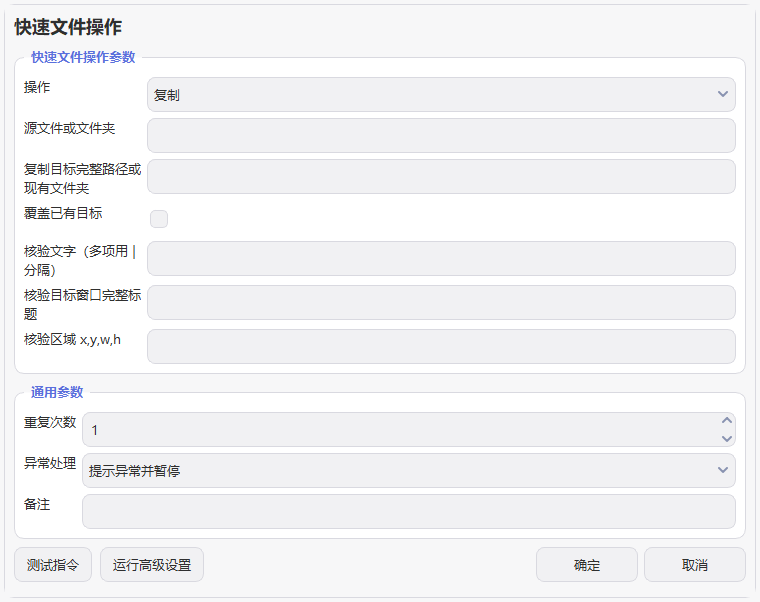 快速文件操作
快速文件操作参数
操作
复制
源文件或文件夹
复制目标完整路径或
现有文件夹
覆盖已有目标
核验文字（多项用 |
分隔）
核验目标窗口完整标
题
核验区域 x,y,w,h
通用参数
重复次数
1
异常处理
提示异常并暂停
备注
测试指令
运行高级设置
确定
取消